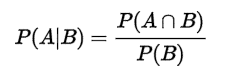 P(A|B) = P(A ∩ B) / P(B)